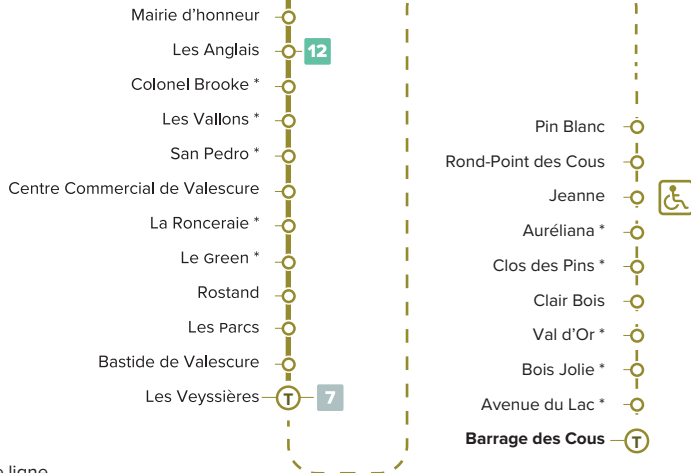 Mairie d'honneur
Les Anglais 12
Colonel Brooke *
Les Vallons *
San Pedro *
Centre Commercial de Valescure
La Ronceraie *
Le Green *
Rostand
Les Parcs
Bastide de Valescure
Les Veyssières T 7
Pin Blanc
Rond-Point des Cous
Jeanne
Auréliana *
Clos des Pins *
Clair Bois
Val d'Or *
Bois Jolie *
Avenue du Lac *
Barrage des Cous T
ligne